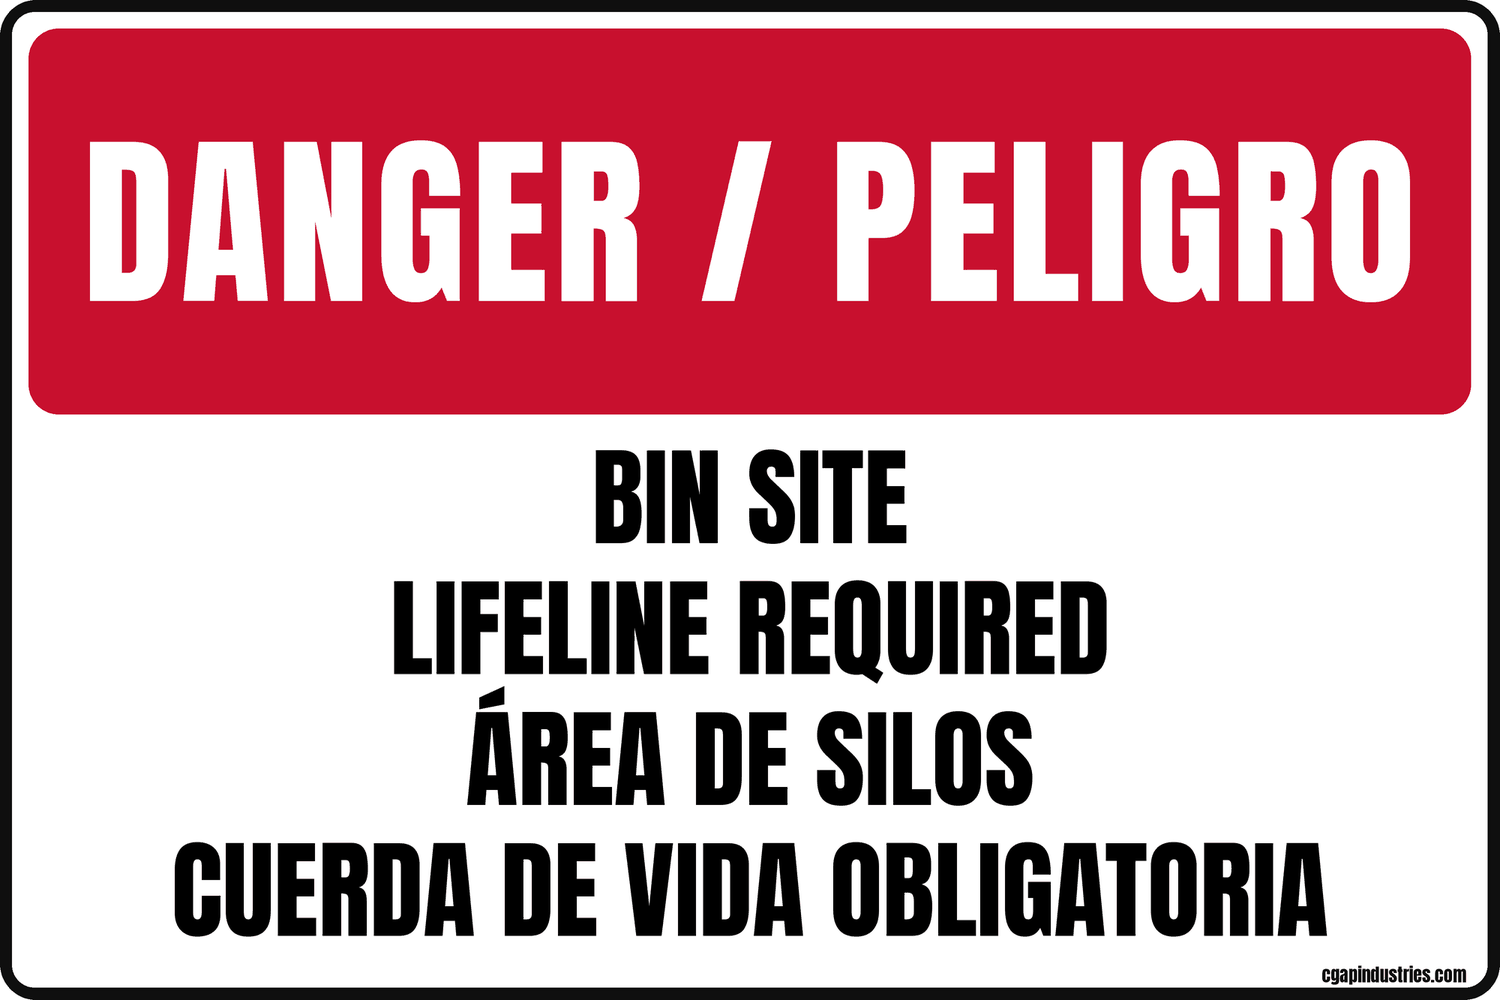 DANGER / PELIGRO
BIN SITE
LIFELINE REQUIRED
ÁREA DE SILOS
CUERDA DE VIDA OBLIGATORIA
cgapindustries.com